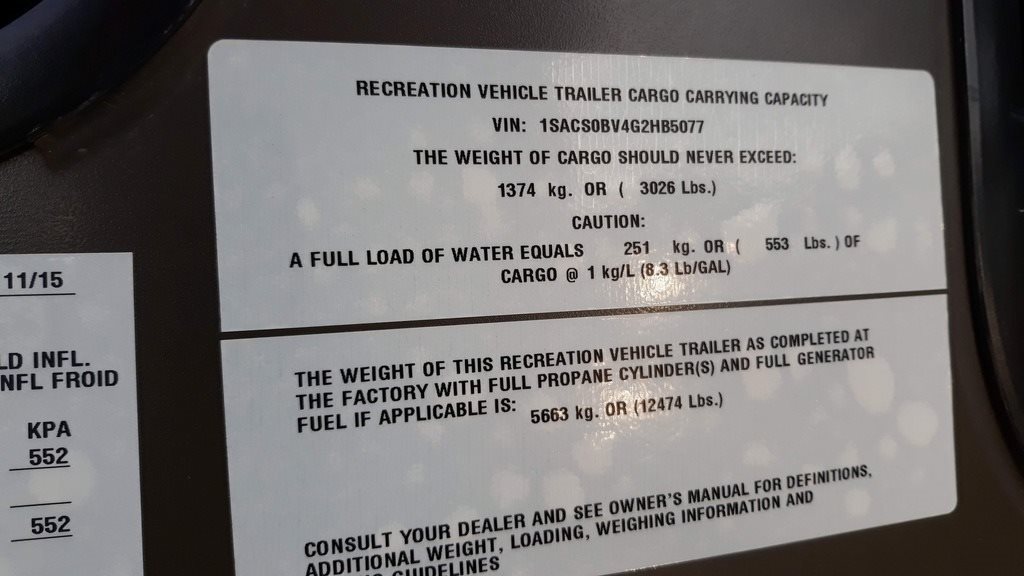 RECREATION VEHICLE TRAILER CARGO CARRYING CAPACITY
VIN: 1SACS0BV4G2HB5077
THE WEIGHT OF CARGO SHOULD NEVER EXCEED:
1374 kg. OR ( 3026 Lbs.)
CAUTION:
A FULL LOAD OF WATER EQUALS 251 kg. OR ( 553 Lbs. ) OF
CARGO @ 1 kg/L (8.3 Lb/GAL)
THE WEIGHT OF THIS RECREATION VEHICLE TRAILER AS COMPLETED AT
THE FACTORY WITH FULL PROPANE CYLINDER(S) AND FULL GENERATOR
FUEL IF APPLICABLE IS: 5663 kg. OR (12474 Lbs.)
CONSULT YOUR DEALER AND SEE OWNER'S MANUAL FOR DEFINITIONS,
ADDITIONAL WEIGHT, LOADING, WEIGHING INFORMATION AND
GUIDELINES
11/15
LD INFL.
NFL FROID
KPA
552
552